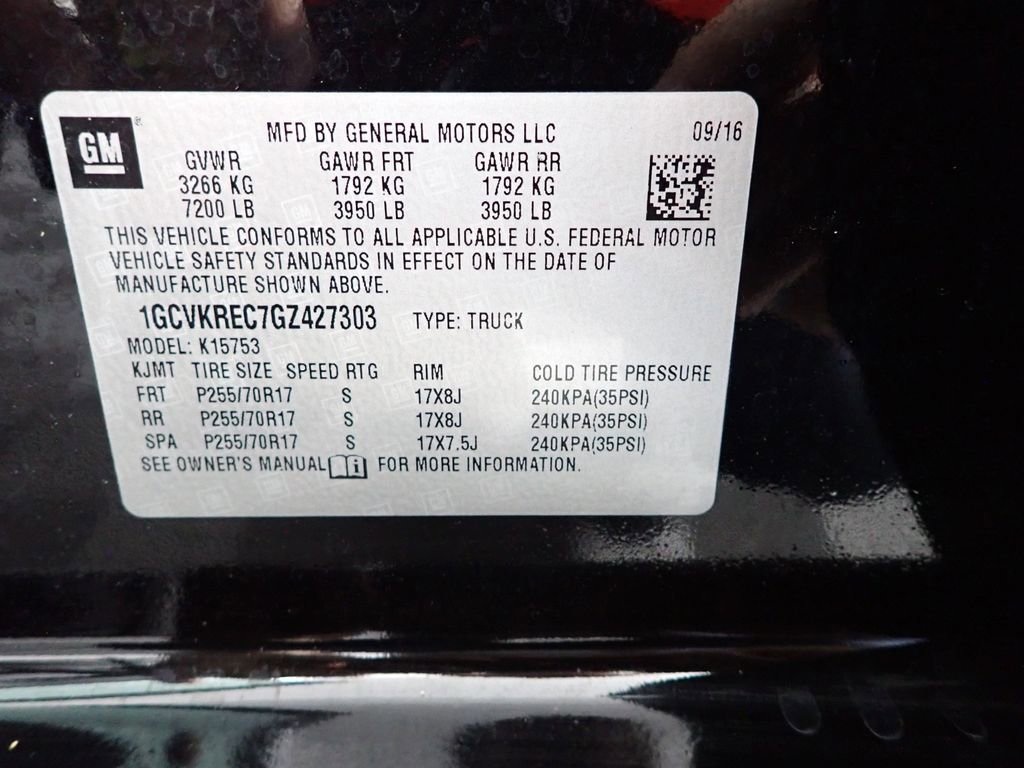 GM
MFD BY GENERAL MOTORS LLC 09/16
GVWR GAWR FRT GAWR RR
3266 KG 1792 KG 1792 KG
7200 LB 3950 LB 3950 LB
THIS VEHICLE CONFORMS TO ALL APPLICABLE U.S. FEDERAL MOTOR
VEHICLE SAFETY STANDARDS IN EFFECT ON THE DATE OF
MANUFACTURE SHOWN ABOVE.
1GCVKREC7GZ427303 TYPE: TRUCK
MODEL: K15753
KJMT TIRE SIZE SPEED RTG RIM COLD TIRE PRESSURE
FRT P255/70R17 S 17X8J 240KPA(35PSI)
RR P255/70R17 S 17X8J 240KPA(35PSI)
SPA P255/70R17 S 17X7.5J 240KPA(35PSI)
SEE OWNER'S MANUAL i FOR MORE INFORMATION.